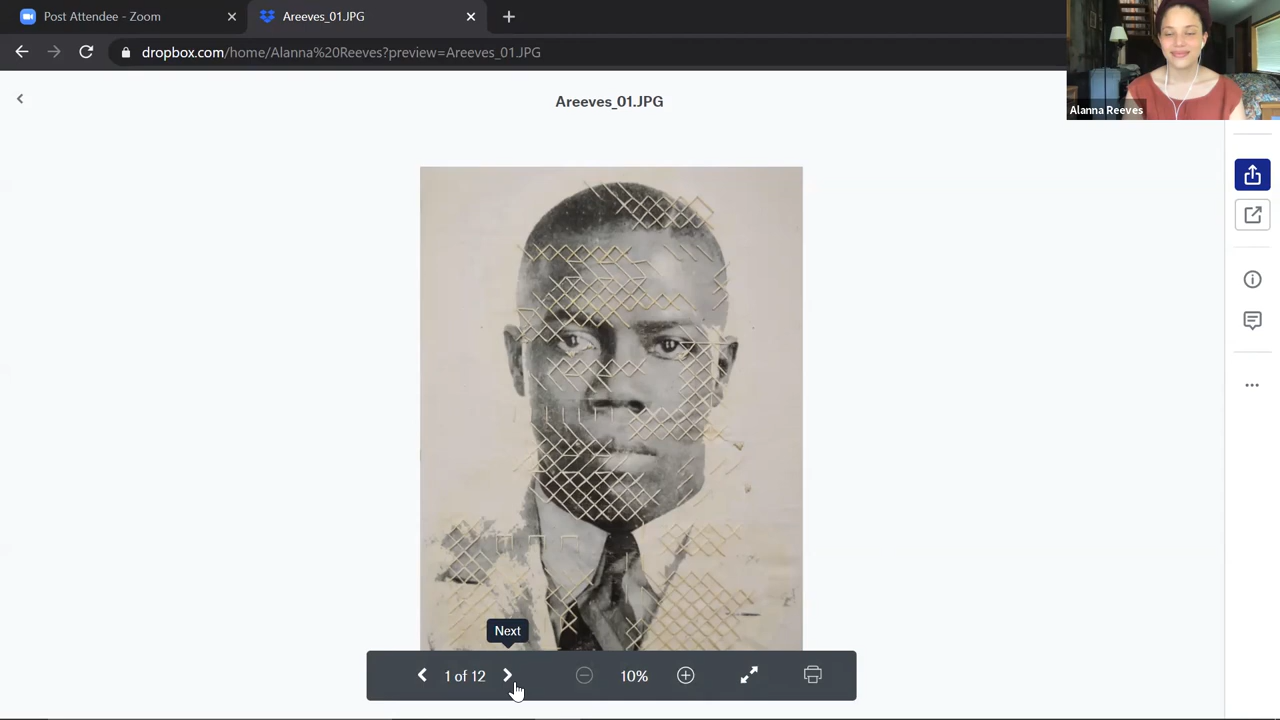 Post Attendee - Zoom
Areeves_01.JPG
dropbox.com/home/Alanna%20Reeves?preview=Areeves_01.JPG
Alanna Reeves
Areeves_01.JPG
Next
1 of 12
10%